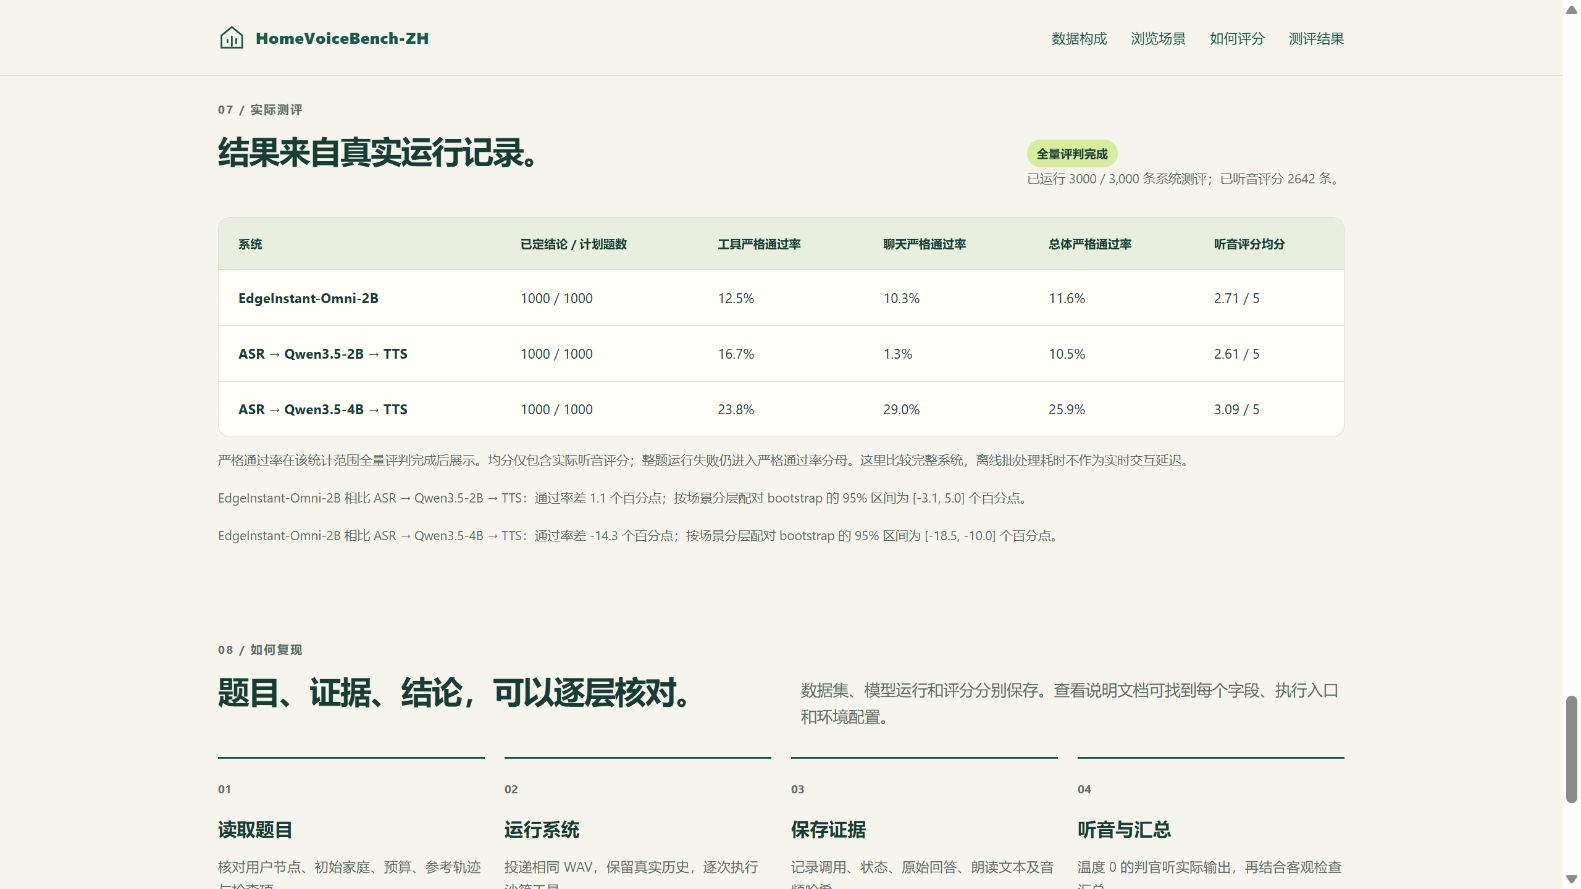 HomeVoiceBench-ZH
数据构成 浏览场景 如何评分 测评结果
07 / 实际测评
结果来自真实运行记录。
全量评判完成
已运行 3000 / 3,000 条系统测评；已听音评分 2642 条。
系统 已定结论 / 计划题数 工具严格通过率 聊天严格通过率 总体严格通过率 听音评分均分
EdgeInstant-Omni-2B 1000 / 1000 12.5% 10.3% 11.6% 2.71 / 5
ASR → Qwen3.5-2B → TTS 1000 / 1000 16.7% 1.3% 10.5% 2.61 / 5
ASR → Qwen3.5-4B → TTS 1000 / 1000 23.8% 29.0% 25.9% 3.09 / 5
严格通过率在该统计范围全量评判完成后展示。均分仅包含实际听音评分；整题运行失败仍进入严格通过率分母。这里比较完整系统，离线批处理耗时不作为实时交互延迟。
EdgeInstant-Omni-2B 相比 ASR → Qwen3.5-2B → TTS：通过率差 1.1 个百分点；按场景分层配对 bootstrap 的 95% 区间为 [-3.1, 5.0] 个百分点。
EdgeInstant-Omni-2B 相比 ASR → Qwen3.5-4B → TTS：通过率差 -14.3 个百分点；按场景分层配对 bootstrap 的 95% 区间为 [-18.5, -10.0] 个百分点。
08 / 如何复现
题目、证据、结论，可以逐层核对。
数据集、模型运行和评分分别保存。查看说明文档可找到每个字段、执行入口
和环境配置。
01
读取题目
核对用户节点、初始家庭、预算、参考轨迹
02
运行系统
投递相同 WAV，保留真实历史，逐次执行
03
保存证据
记录调用、状态、原始回答、朗读文本及音
04
听音与汇总
温度 0 的判官听实际输出，再结合客观检查